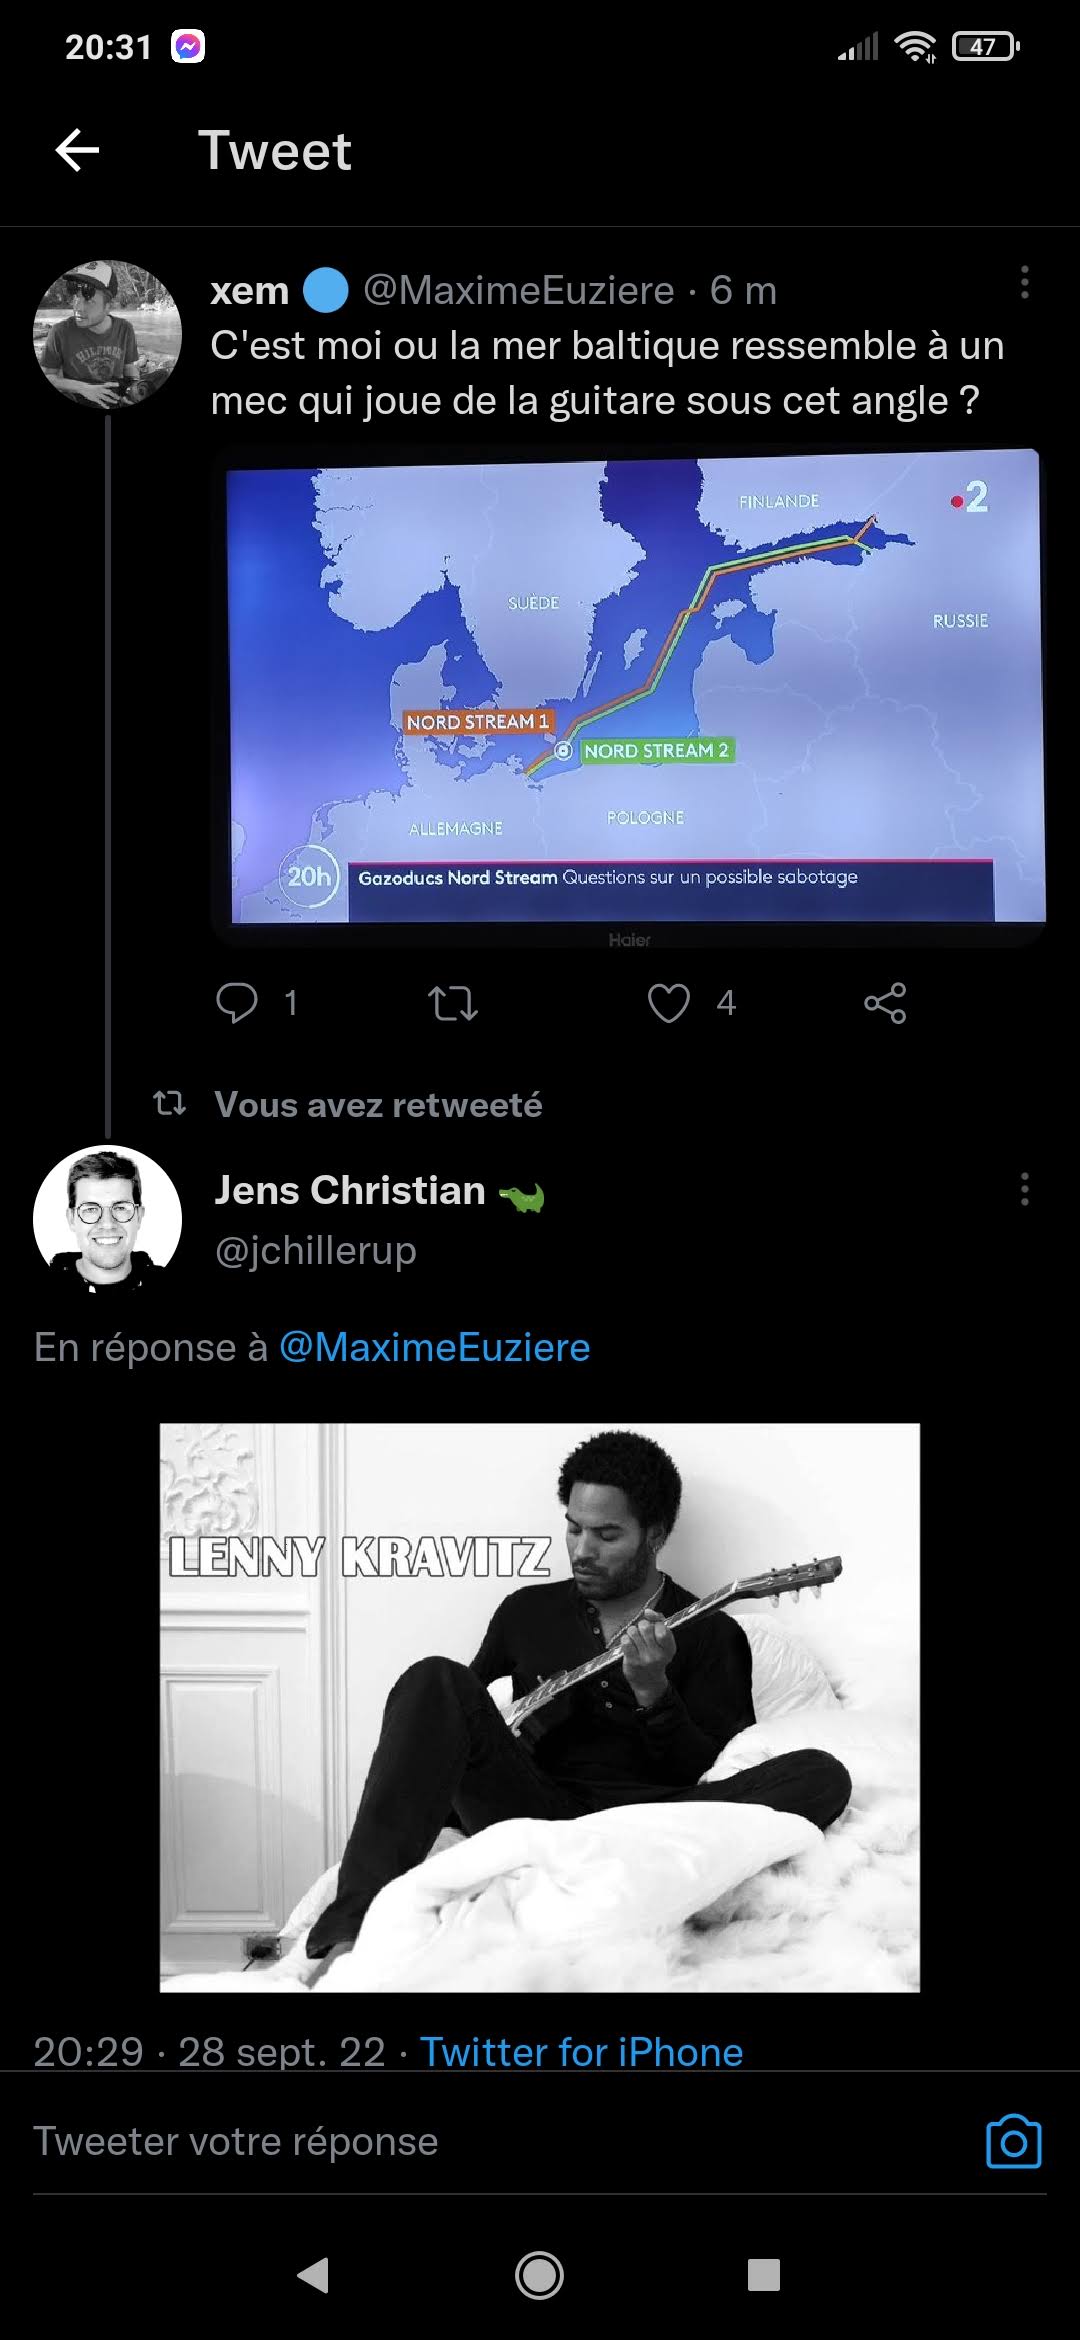 20:31
47
Tweet
xem @MaximeEuziere · 6 m
C'est moi ou la mer baltique ressemble à un
mec qui joue de la guitare sous cet angle ?
FINLANDE
2
SUÈDE
RUSSIE
NORD STREAM 1
NORD STREAM 2
POLOGNE
ALLEMAGNE
20h
Gazoducs Nord Stream Questions sur un possible sabotage
Haier
1
4
Vous avez retweeté
Jens Christian
@jchillerup
En réponse à @MaximeEuziere
LENNY KRAVITZ
20:29 · 28 sept. 22 · Twitter for iPhone
Tweeter votre réponse